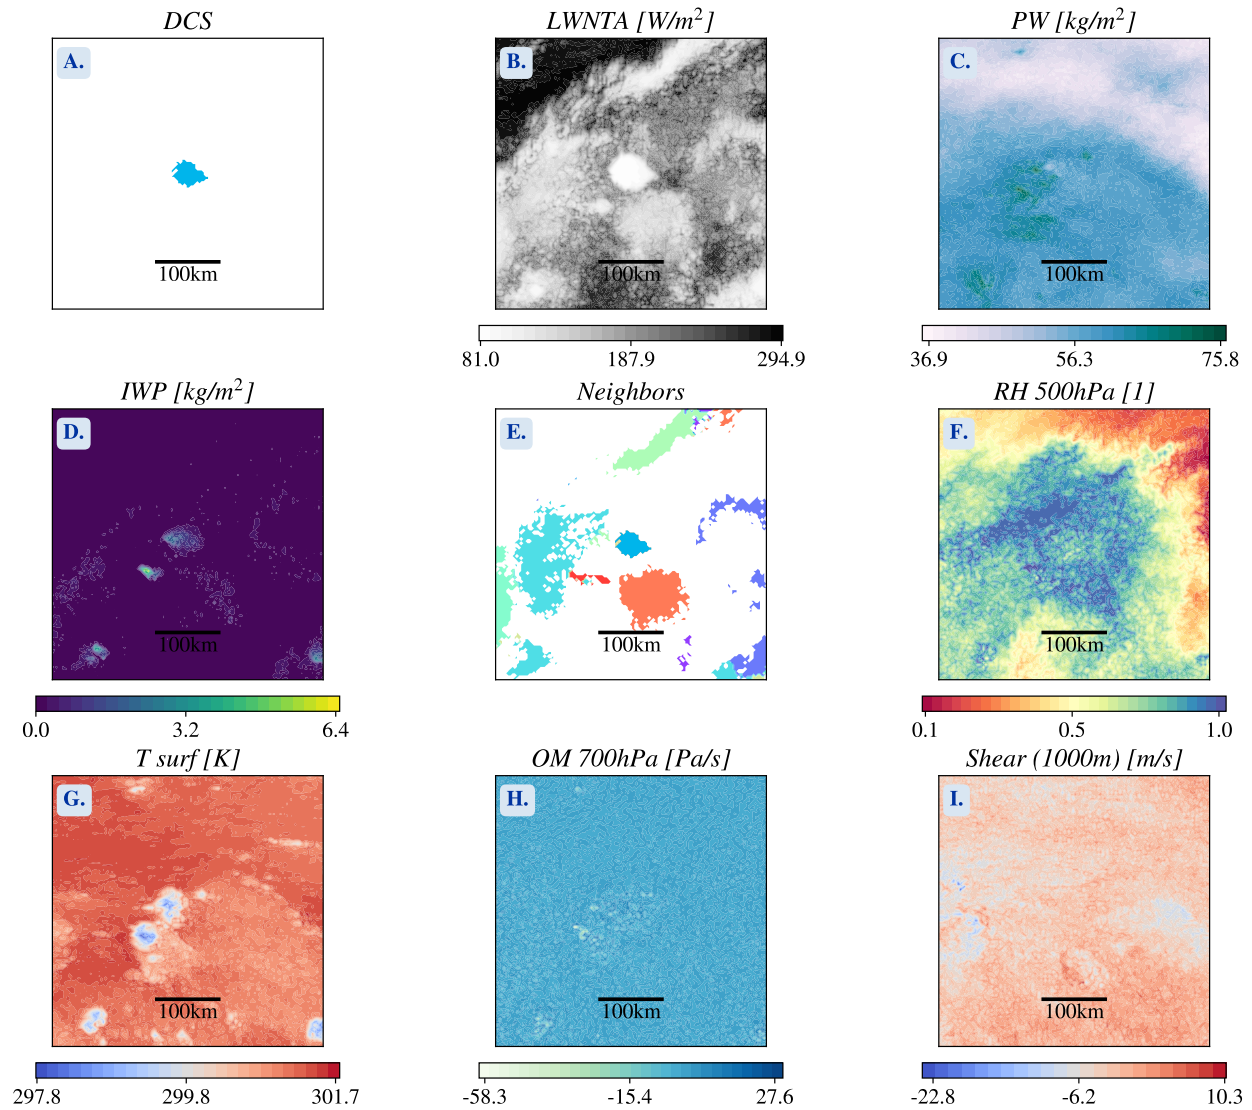 DCS
LWNTA [W/m²]
PW [kg/m²]
A.
B.
C.
100km
100km
100km
81.0 187.9 294.9
36.9 56.3 75.8
IWP [kg/m²]
Neighbors
RH 500hPa [1]
D.
E.
F.
100km
100km
100km
0.0 3.2 6.4
0.1 0.5 1.0
T surf [K]
OM 700hPa [Pa/s]
Shear (1000m) [m/s]
G.
H.
I.
100km
100km
100km
297.8 299.8 301.7
-58.3 -15.4 27.6
-22.8 -6.2 10.3